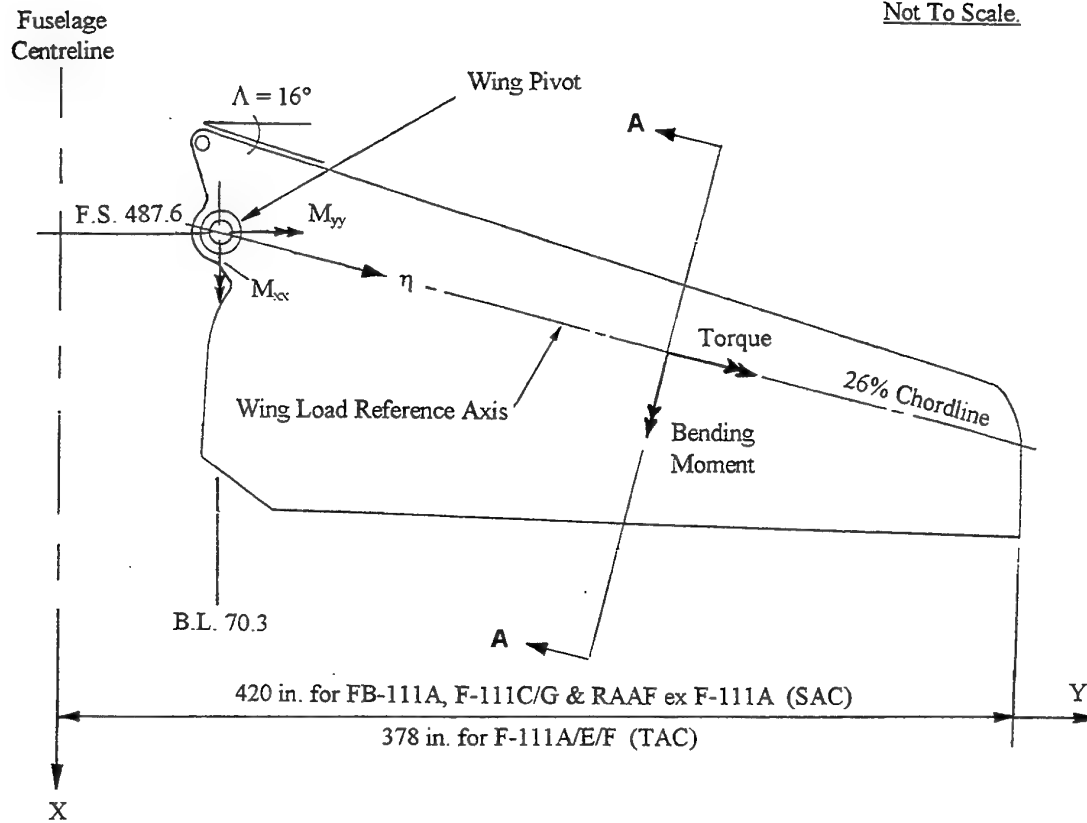 Fuselage
Centreline
Not To Scale.
Λ = 16°
Wing Pivot
A
F.S. 487.6
Myy
Mxx
η
Torque
26% Chordline
Wing Load Reference Axis
Bending
Moment
B.L. 70.3
A
420 in. for FB-111A, F-111C/G & RAAF ex F-111A (SAC)
Y
378 in. for F-111A/E/F (TAC)
X